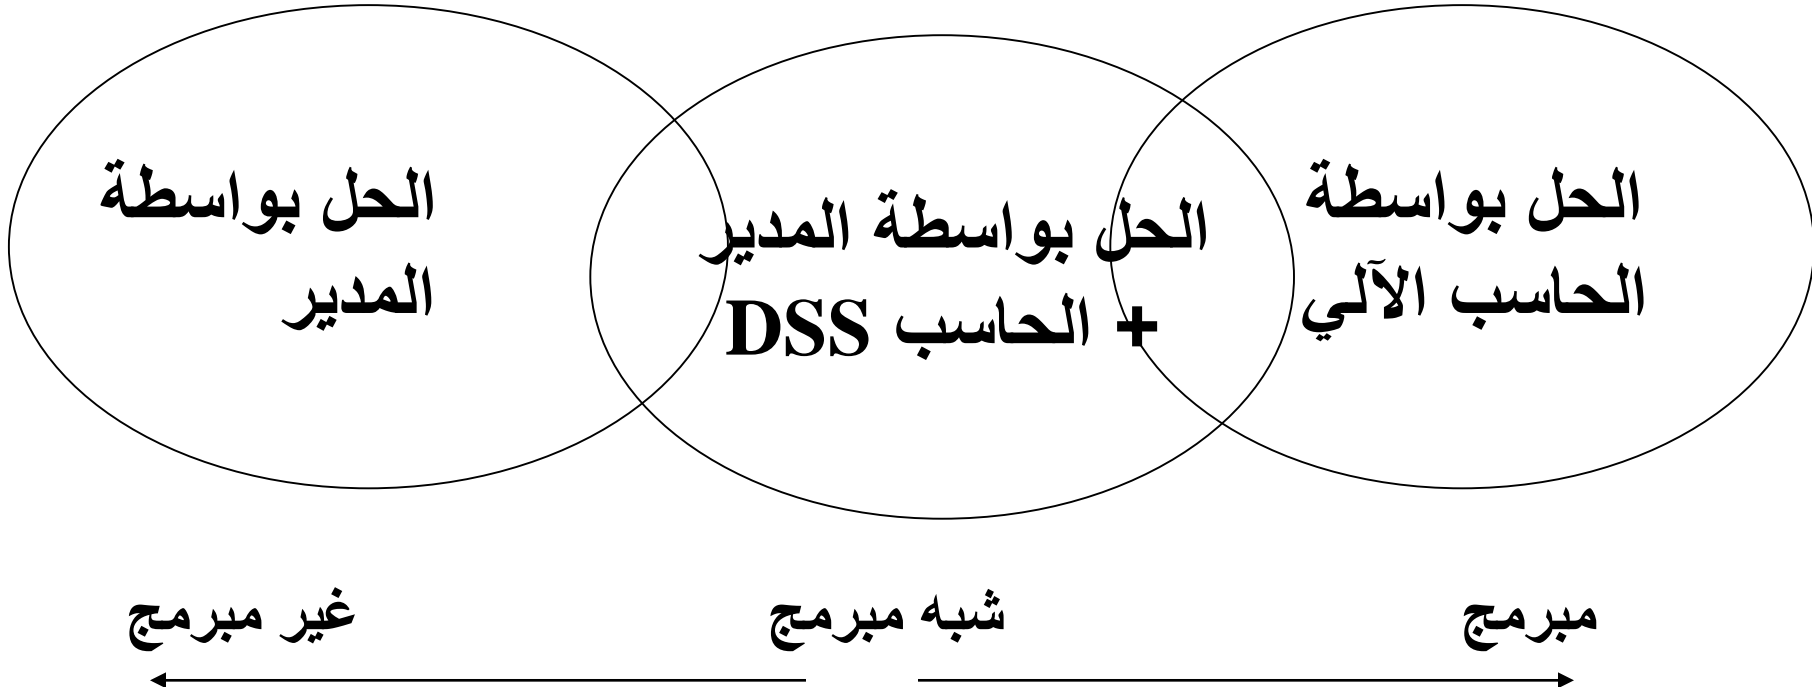 الحل بواسطة
الحاسب الآلي
الحل بواسطة المدير
+ الحاسب DSS
الحل بواسطة
المدير
مبرمج
شبه مبرمج
غير مبرمج